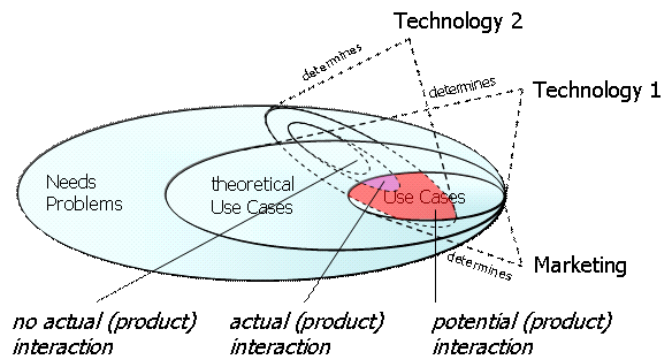 Technology 2
determines
determines
Technology 1
Needs
Problems
theoretical
Use Cases
Use Cases
determines
Marketing
no actual (product)
interaction
actual (product)
interaction
potential (product)
interaction